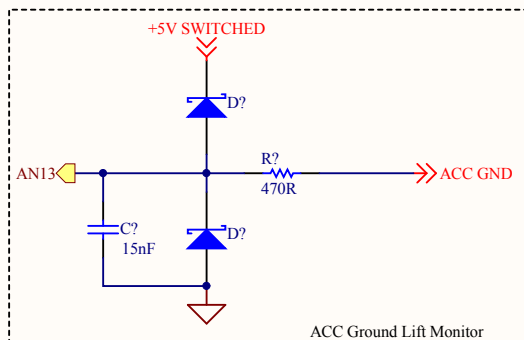 +5V SWITCHED
D?
R?
AN13
ACC GND
470R
C?
D?
15nF
ACC Ground Lift Monitor